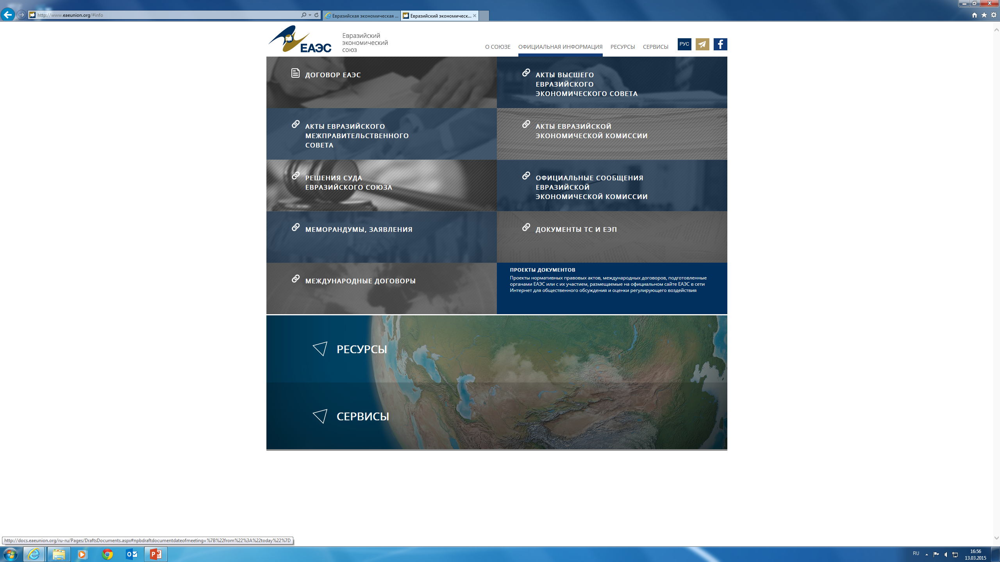 http://www.eaeunion.org/#info
Евразийская экономическая ...
Евразийский экономическ...
ЕАЭС
Евразийский
экономический
союз
О СОЮЗЕ
ОФИЦИАЛЬНАЯ ИНФОРМАЦИЯ
РЕСУРСЫ
СЕРВИСЫ
РУС
ДОГОВОР ЕАЭС
АКТЫ ВЫСШЕГО
ЕВРАЗИЙСКОГО
ЭКОНОМИЧЕСКОГО СОВЕТА
АКТЫ ЕВРАЗИЙСКОГО
МЕЖПРАВИТЕЛЬСТВЕННОГО
СОВЕТА
АКТЫ ЕВРАЗИЙСКОЙ
ЭКОНОМИЧЕСКОЙ КОМИССИИ
РЕШЕНИЯ СУДА
ЕВРАЗИЙСКОГО СОЮЗА
ОФИЦИАЛЬНЫЕ СООБЩЕНИЯ
ЕВРАЗИЙСКОЙ
ЭКОНОМИЧЕСКОЙ КОМИССИИ
МЕМОРАНДУМЫ, ЗАЯВЛЕНИЯ
ДОКУМЕНТЫ ТС И ЕЭП
МЕЖДУНАРОДНЫЕ ДОГОВОРЫ
ПРОЕКТЫ ДОКУМЕНТОВ
Проекты нормативных правовых актов, международных договоров, подготовленные
органами ЕАЭС или с их участием, размещаемые на официальном сайте ЕАЭС в сети
Интернет для общественного обсуждения и оценки регулирующего воздействия
РЕСУРСЫ
СЕРВИСЫ
http://docs.eaeunion.org/ru-ru/Pages/DraftsDocuments.aspx#npbdraftdocumentdateofmeeting=%7B%22from%22%3A%22today%22%7D
RU
16:56
13.03.2015